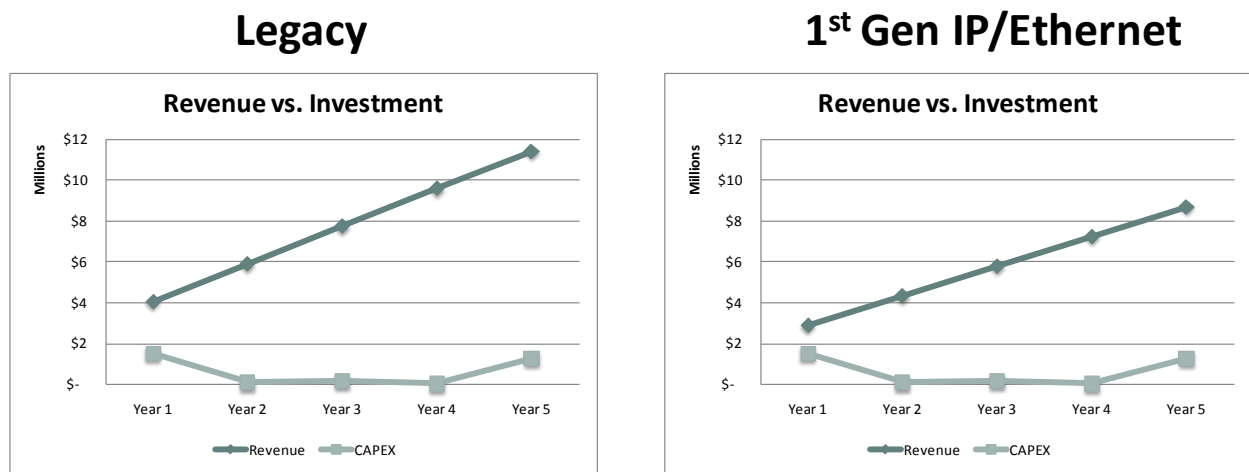 Legacy
1st Gen IP/Ethernet
Revenue vs. Investment
Millions
$12
$10
$8
$6
$4
$2
$-
Year 1 Year 2 Year 3 Year 4 Year 5
Revenue CAPEX
Revenue vs. Investment
Millions
$12
$10
$8
$6
$4
$2
$-
Year 1 Year 2 Year 3 Year 4 Year 5
Revenue CAPEX